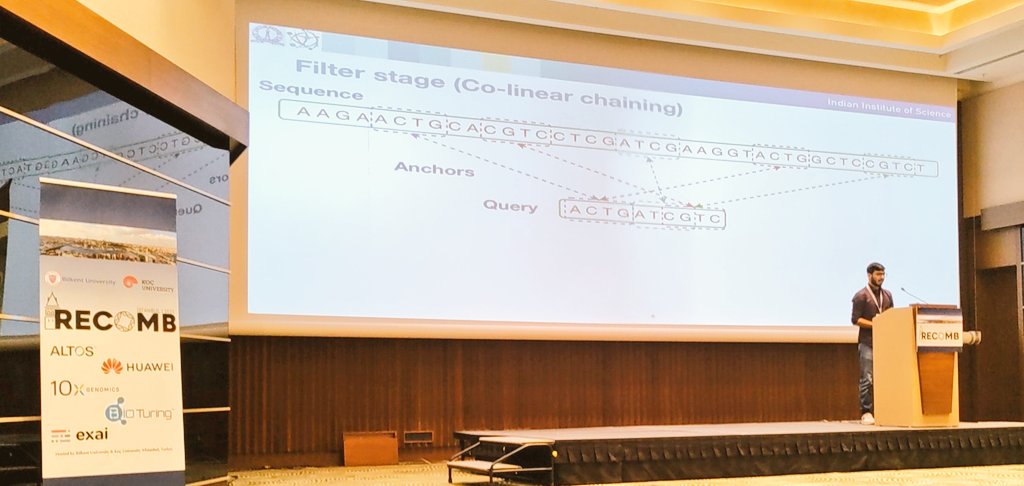 Filter stage (Co-linear chaining)
Indian Institute of Science
Sequence
A A G A A C T G C A C G T C C T C G A T C G A A G G T A C T G G C T C C G T C T
Anchors
Query
A C T G A T C G T C
Bilkent University
KOC UNIVERSITY
RECOMB
ALTOS
HUAWEI
10X GENOMICS
BioTuring
exai
RECOMB